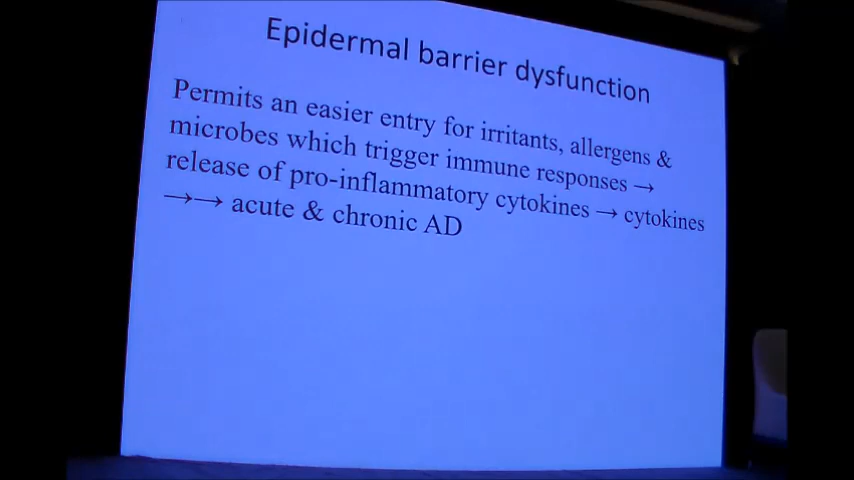 Epidermal barrier dysfunction
Permits an easier entry for irritants, allergens &
microbes which trigger immune responses →
release of pro-inflammatory cytokines → cytokines
→→ acute & chronic AD